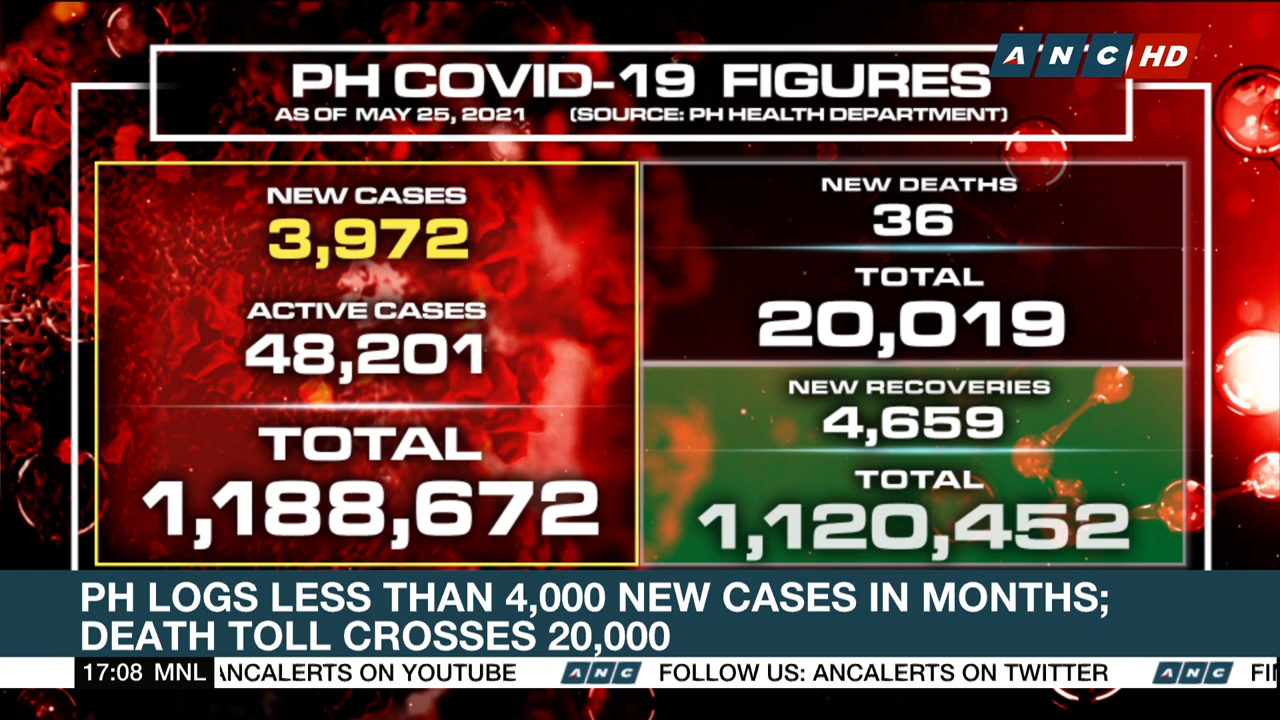 ANC HD
PH COVID-19 FIGURES
AS OF MAY 25, 2021 (SOURCE: PH HEALTH DEPARTMENT)
NEW CASES
3,972
ACTIVE CASES
48,201
TOTAL
1,188,672
NEW DEATHS
36
TOTAL
20,019
NEW RECOVERIES
4,659
TOTAL
1,120,452
PH LOGS LESS THAN 4,000 NEW CASES IN MONTHS;
DEATH TOLL CROSSES 20,000
17:08 MNL ANCALERTS ON YOUTUBE ANC FOLLOW US: ANCALERTS ON TWITTER ANC